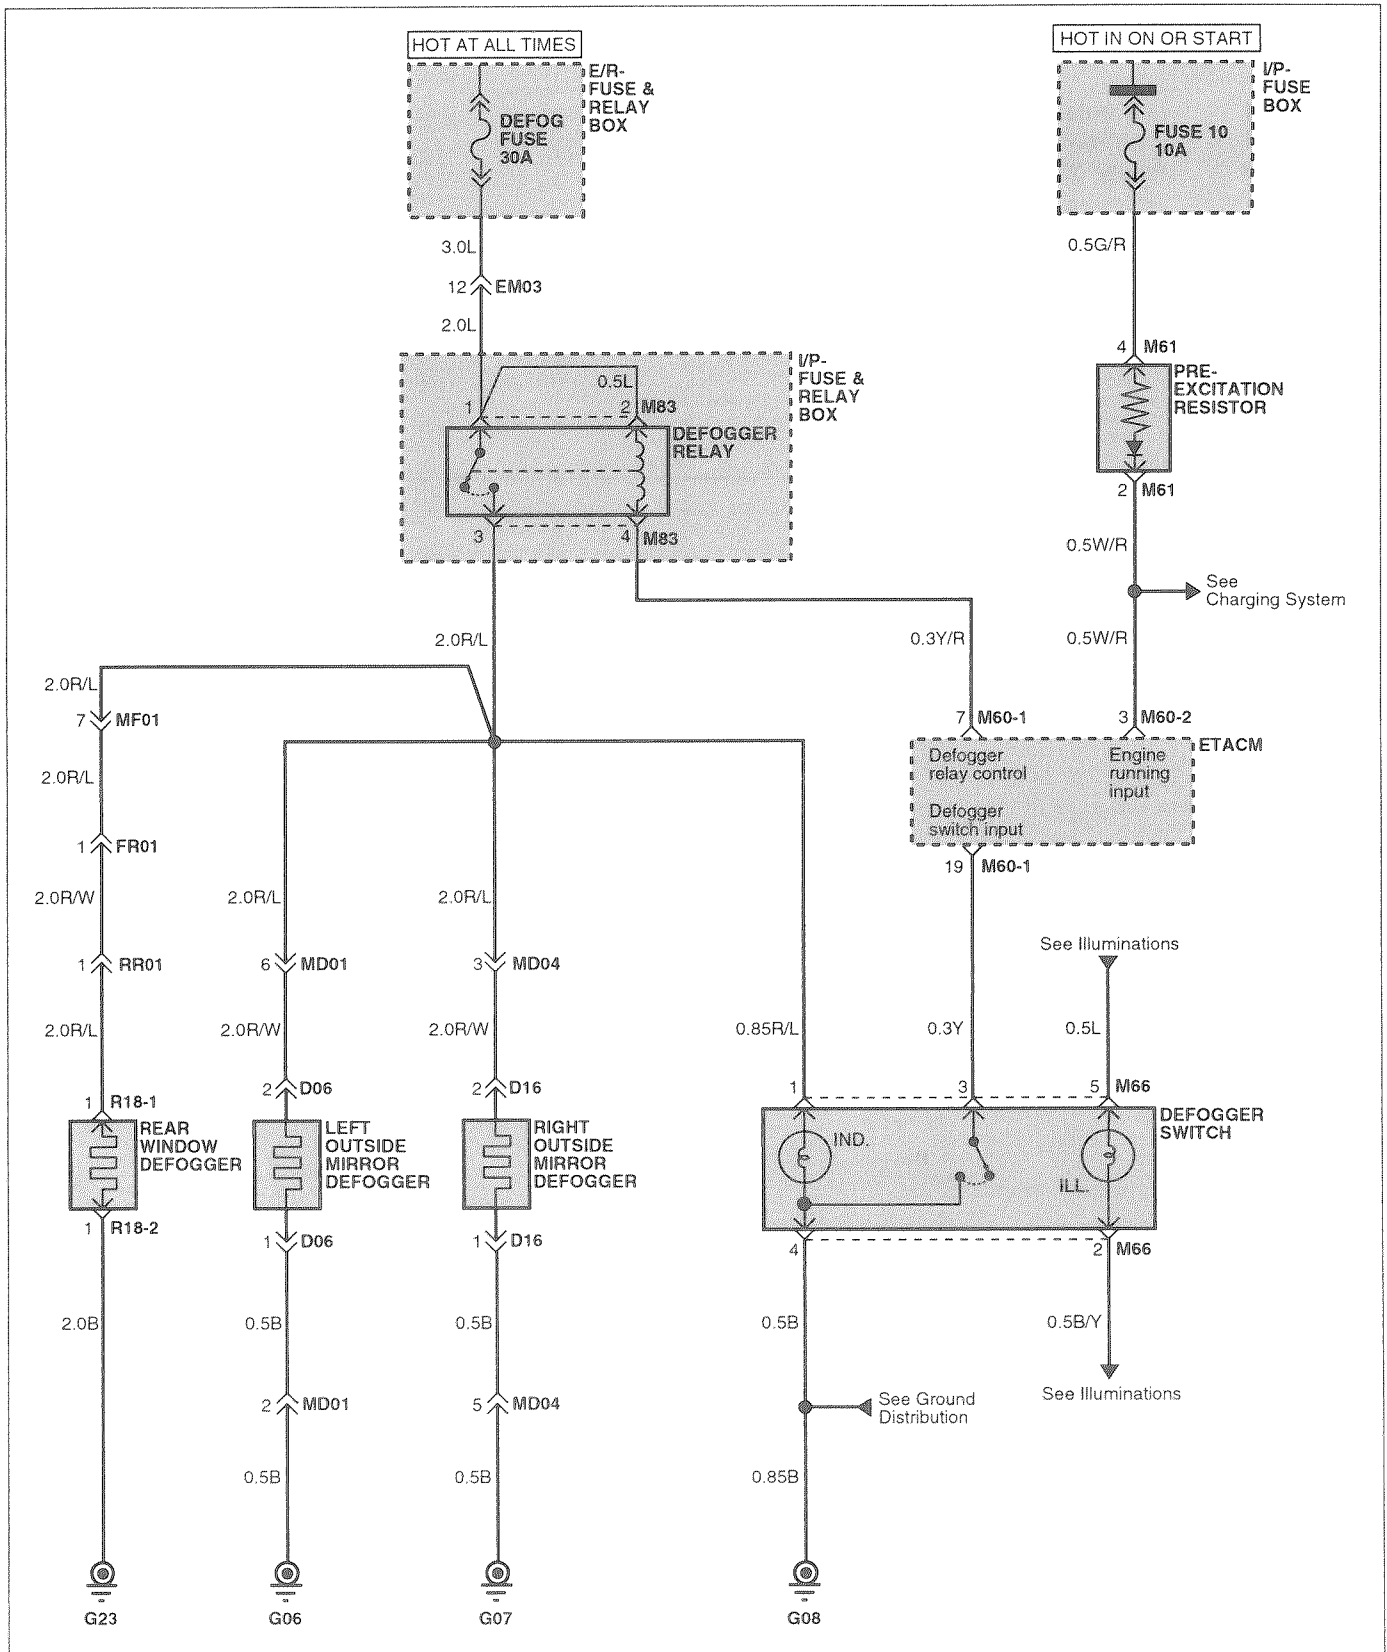 HOT AT ALL TIMES
HOT IN ON OR START
E/R-
FUSE &
RELAY
BOX
DEFOG
FUSE
30A
I/P-
FUSE
BOX
FUSE 10
10A
3.0L
0.5G/R
12 EM03
2.0L
4 M61
PRE-
EXCITATION
RESISTOR
I/P-
FUSE &
RELAY
BOX
0.5L
1 2 M83
DEFOGGER
RELAY
3 4 M83
2 M61
0.5W/R
See
Charging System
2.0R/L
0.3Y/R
0.5W/R
2.0R/L
7 MF01
7 M60-1
3 M60-2
ETACM
Defogger
relay control
Engine
running
input
Defogger
switch input
2.0R/L
1 FR01
19 M60-1
2.0R/W
2.0R/L
2.0R/L
See Illuminations
1 RR01
6 MD01
3 MD04
2.0R/L
2.0R/W
2.0R/W
0.85R/L
0.3Y
0.5L
1 R18-1
2 D06
2 D16
1 3 5 M66
REAR
WINDOW
DEFOGGER
LEFT
OUTSIDE
MIRROR
DEFOGGER
RIGHT
OUTSIDE
MIRROR
DEFOGGER
DEFOGGER
SWITCH
IND.
ILL.
1 R18-2
1 D06
1 D16
4 2 M66
2.0B
0.5B
0.5B
0.5B
0.5B/Y
See Illuminations
2 MD01
5 MD04
See Ground
Distribution
0.5B
0.5B
0.85B
G23
G06
G07
G08